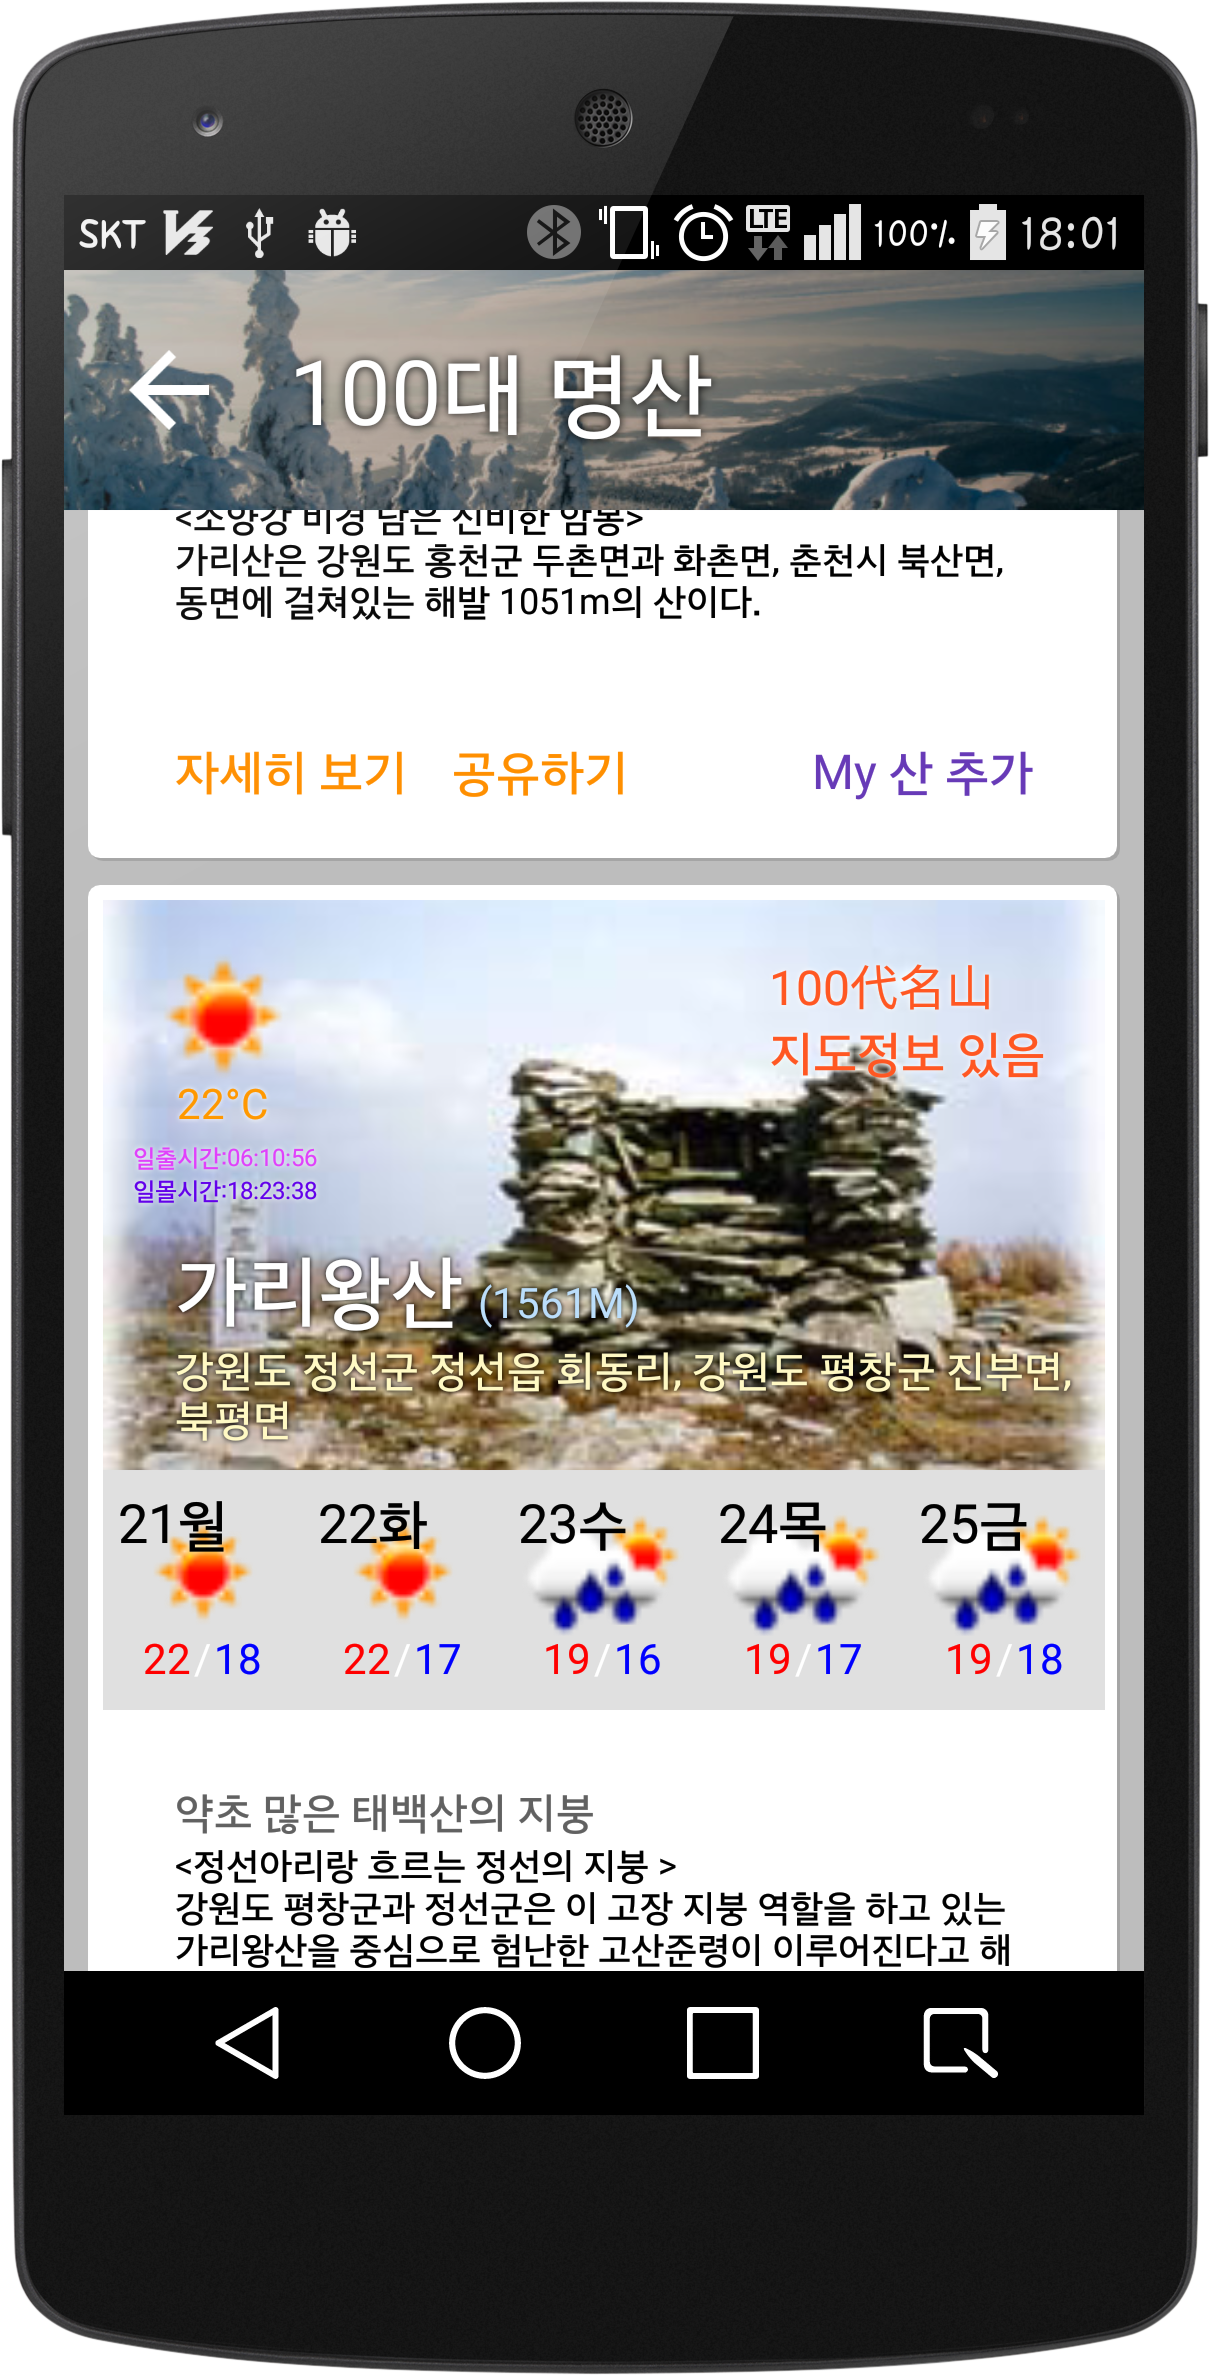 SKT
LTE
100%
18:01
100대 명산
<소양강 비경 담은 신비한 암봉>
가리산은 강원도 홍천군 두촌면과 화촌면, 춘천시 북산면,
동면에 걸쳐있는 해발 1051m의 산이다.
자세히 보기 공유하기 My 산 추가
100代名山
지도정보 있음
22°C
일출시간:06:10:56
일몰시간:18:23:38
가리왕산 (1561M)
강원도 정선군 정선읍 회동리, 강원도 평창군 진부면,
북평면
21월 22화 23수 24목 25금
22/18 22/17 19/16 19/17 19/18
약초 많은 태백산의 지붕
<정선아리랑 흐르는 정선의 지붕 >
강원도 평창군과 정선군은 이 고장 지붕 역할을 하고 있는
가리왕산을 중심으로 험난한 고산준령이 이루어진다고 해